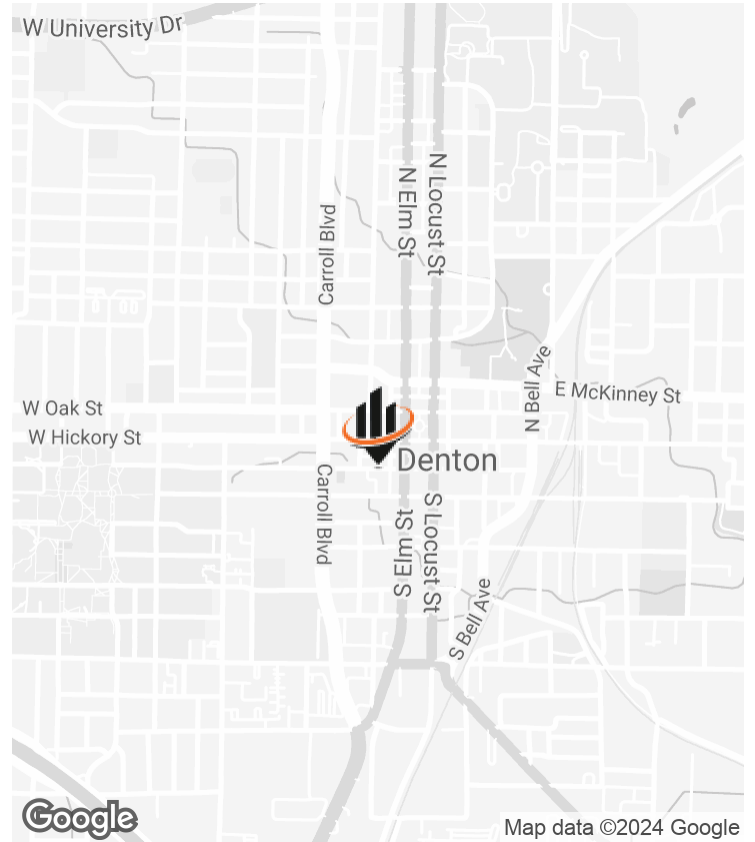 W University Dr
N Elm St
N Locust St
Carroll Blvd
N Bell Ave
E McKinney St
W Oak St
W Hickory St
Denton
Carroll Blvd
S Elm St
S Locust St
S Bell Ave
Google
Map data ©2024 Google